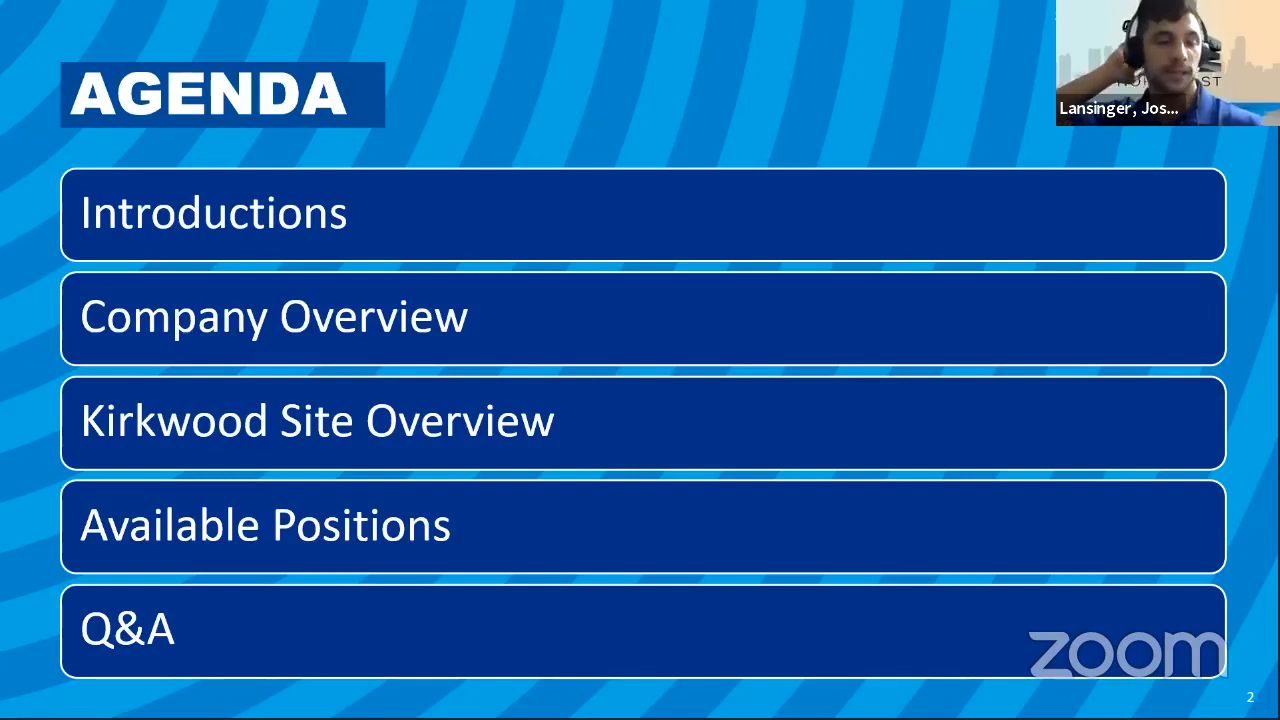 AGENDA
Lansinger, Jos...
Introductions
Company Overview
Kirkwood Site Overview
Available Positions
Q&A
zoom
2